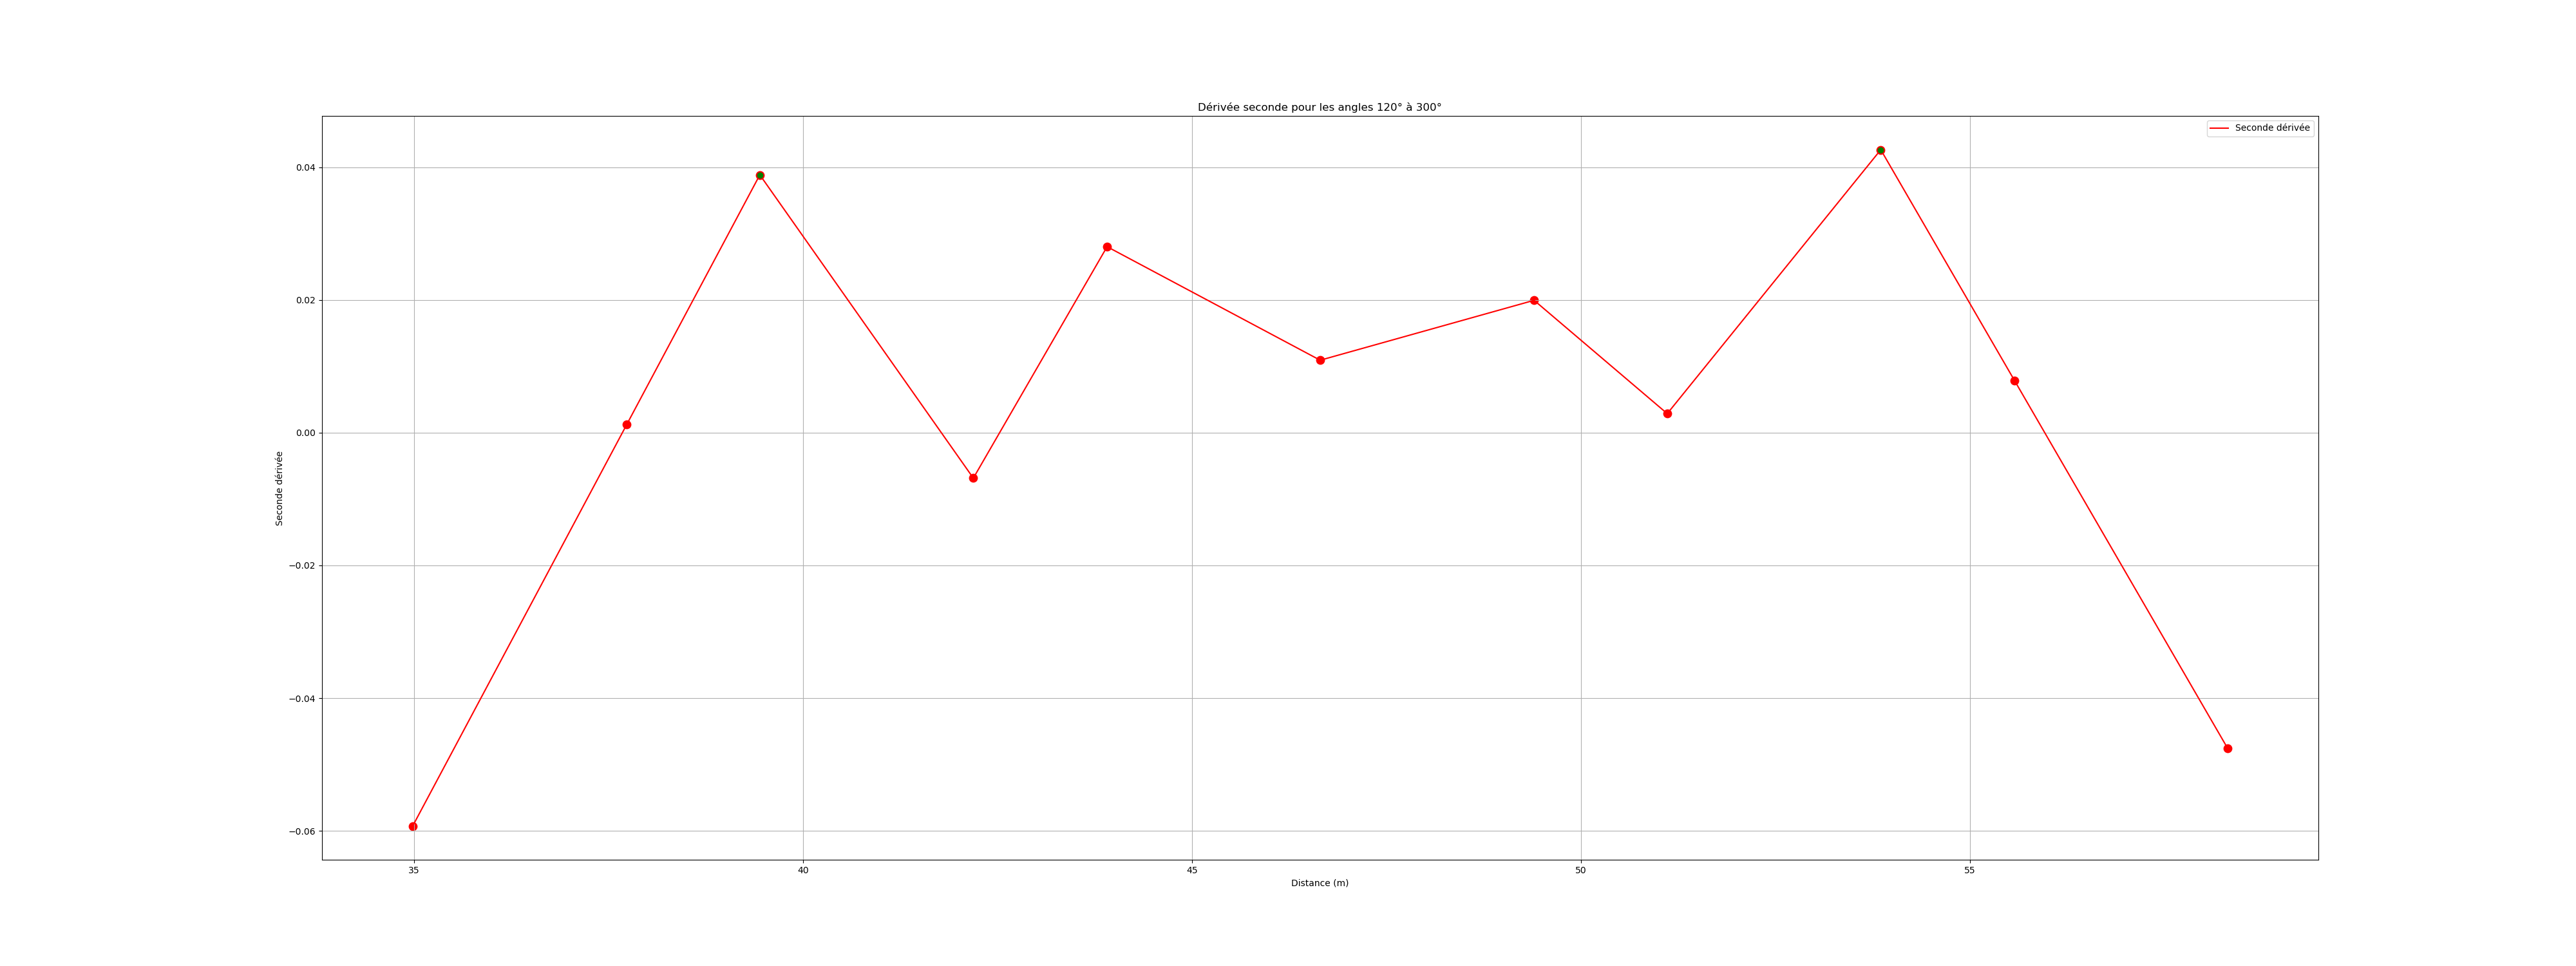 Dérivée seconde pour les angles 120° à 300°
Seconde dérivée
0.04
0.02
0.00
−0.02
−0.04
−0.06
Seconde dérivée
35
40
45
50
55
Distance (m)